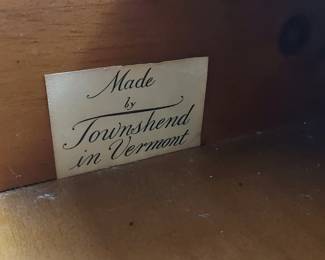 Made
by
Townshend
in Vermont